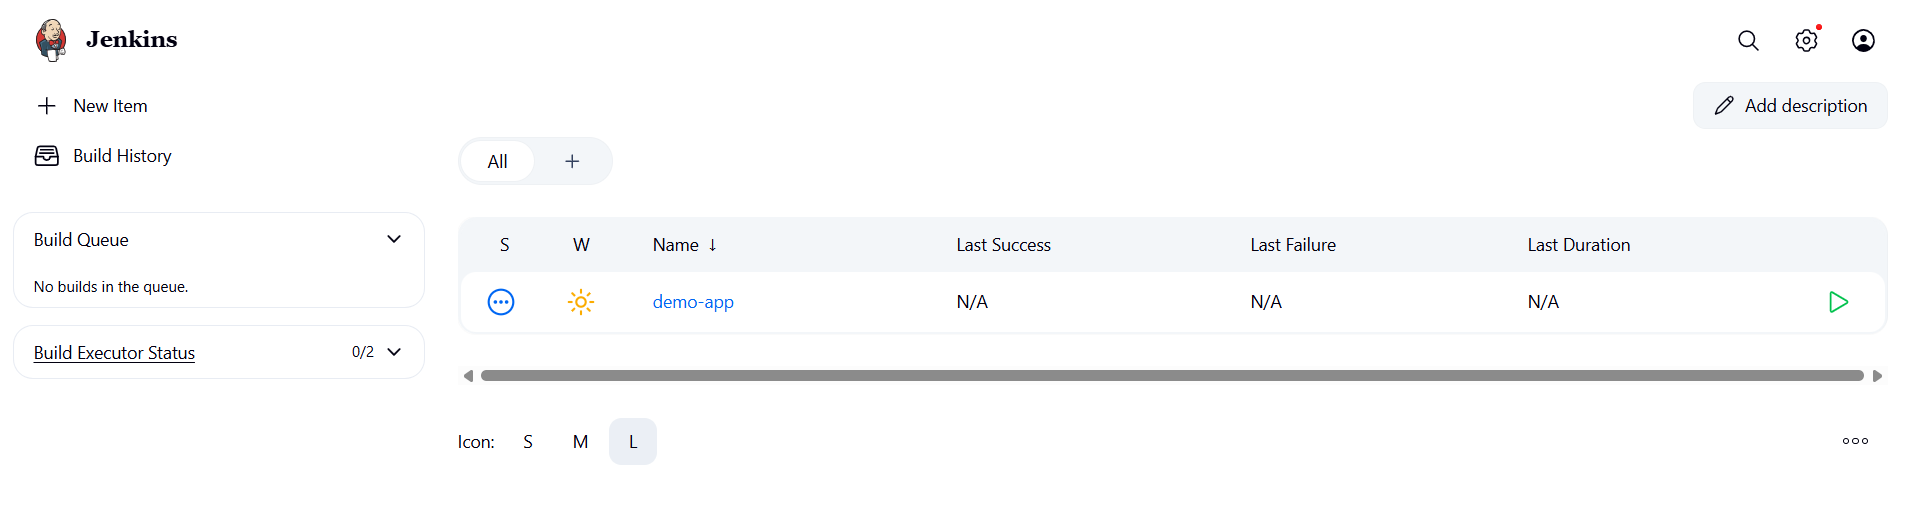 Jenkins
New Item
Add description
Build History
All +
Build Queue
No builds in the queue.
Build Executor Status 0/2
S W Name ↓ Last Success Last Failure Last Duration
demo-app N/A N/A N/A
Icon: S M L